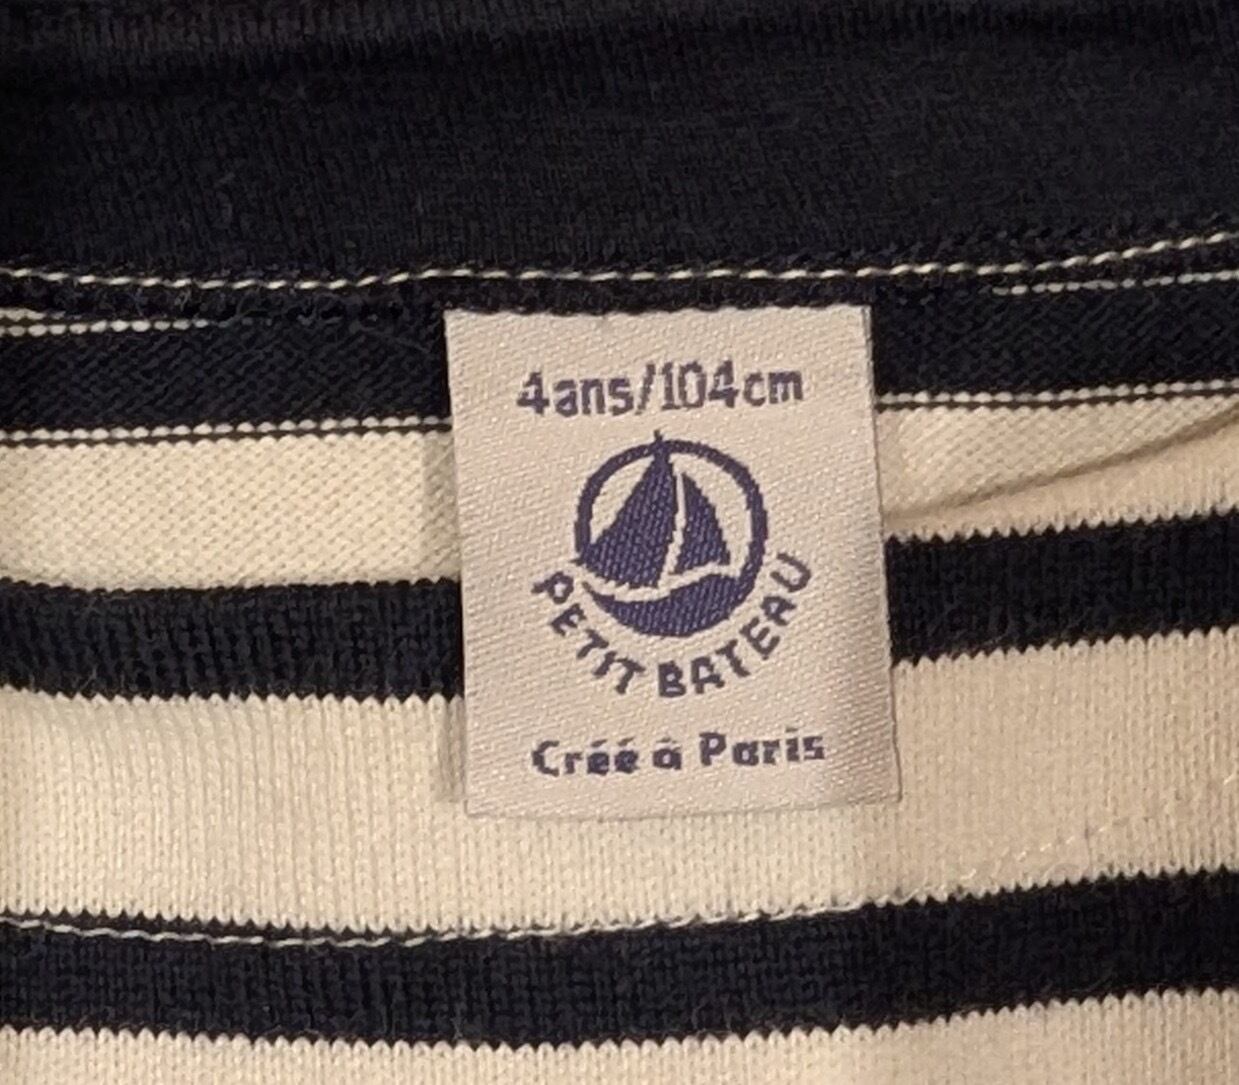 4ans/104cm
PETIT BATEAU
Créé à Paris